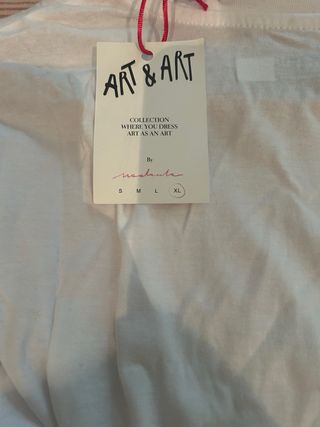 ART & ART
COLLECTION
WHERE YOU DRESS
ART AS AN ART
By
S M L XL